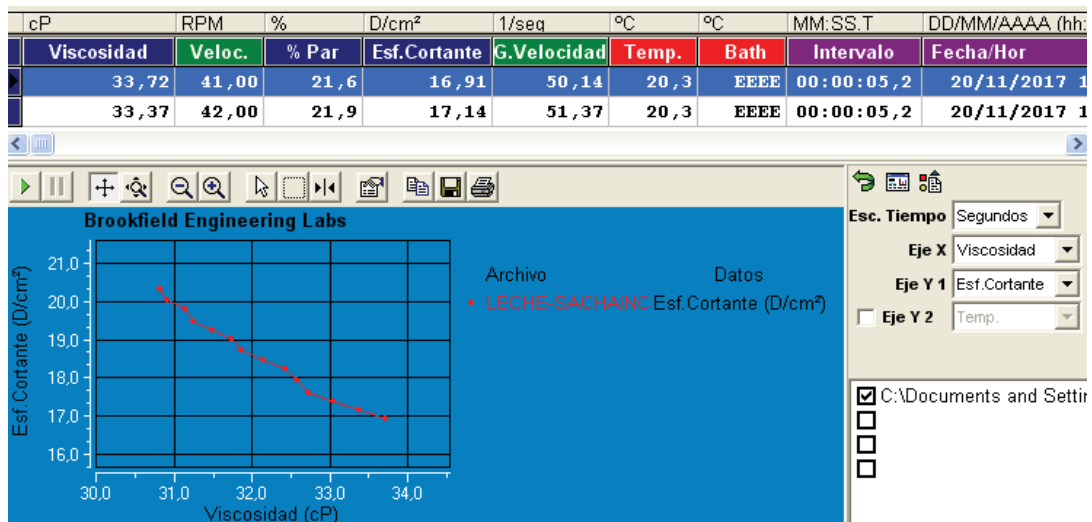 cP RPM % D/cm² 1/seq ºC ºC MM:SS.T DD/MM/AAAA (hh:
Viscosidad Veloc. % Par Esf.Cortante G.Velocidad Temp. Bath Intervalo Fecha/Hor
33,72 41,00 21,6 16,91 50,14 20,3 EEEE 00:00:05,2 20/11/2017 1
33,37 42,00 21,9 17,14 51,37 20,3 EEEE 00:00:05,2 20/11/2017 1
Brookfield Engineering Labs
Esf.Cortante (D/cm²)
21,0
20,0
19,0
18,0
17,0
16,0
30,0 31,0 32,0 33,0 34,0
Viscosidad (cP)
Archivo Datos
LECHE-SACHAINC Esf.Cortante (D/cm²)
Esc. Tiempo Segundos
Eje X Viscosidad
Eje Y 1 Esf.Cortante
Eje Y 2 Temp.
C:\Documents and Settin